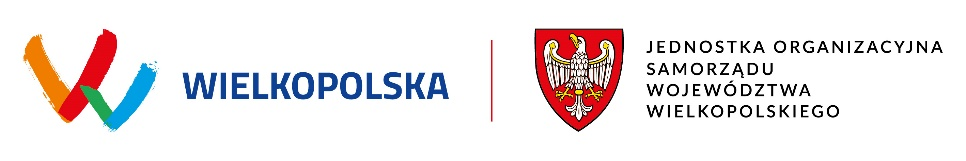 WIELKOPOLSKA
JEDNOSTKA ORGANIZACYJNA
SAMORZĄDU
WOJEWÓDZTWA
WIELKOPOLSKIEGO